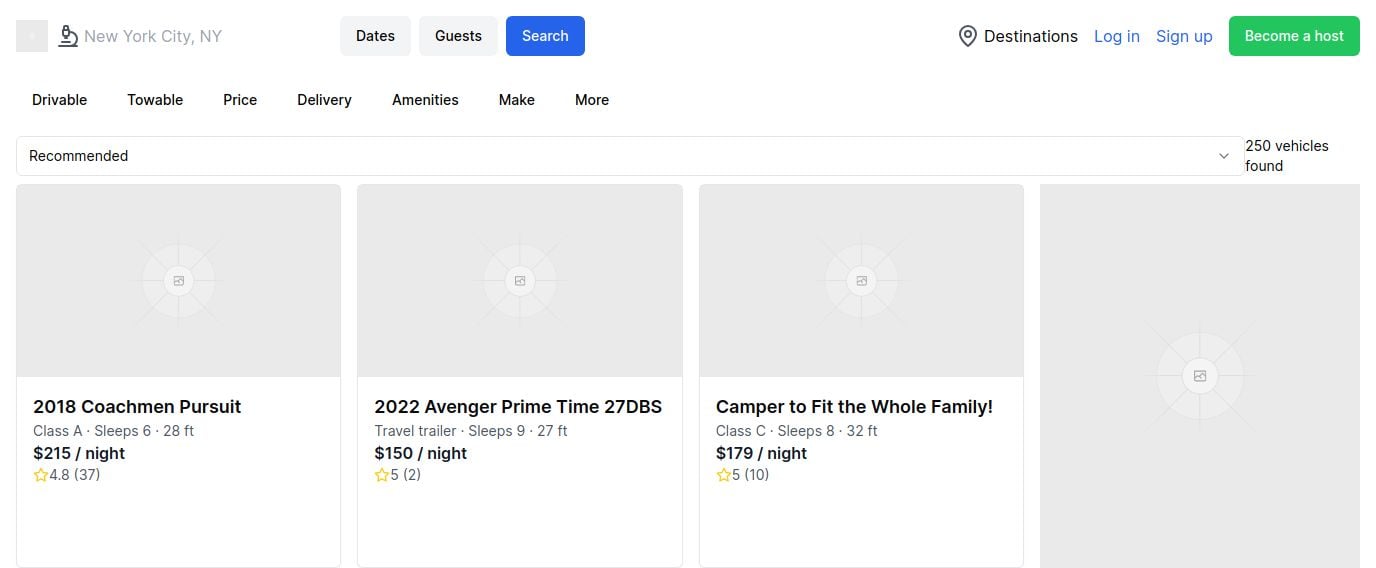 New York City, NY
Dates
Guests
Search
Destinations
Log in
Sign up
Become a host
Drivable
Towable
Price
Delivery
Amenities
Make
More
Recommended
250 vehicles
found
2018 Coachmen Pursuit
Class A · Sleeps 6 · 28 ft
$215 / night
4.8 (37)
2022 Avenger Prime Time 27DBS
Travel trailer · Sleeps 9 · 27 ft
$150 / night
5 (2)
Camper to Fit the Whole Family!
Class C · Sleeps 8 · 32 ft
$179 / night
5 (10)